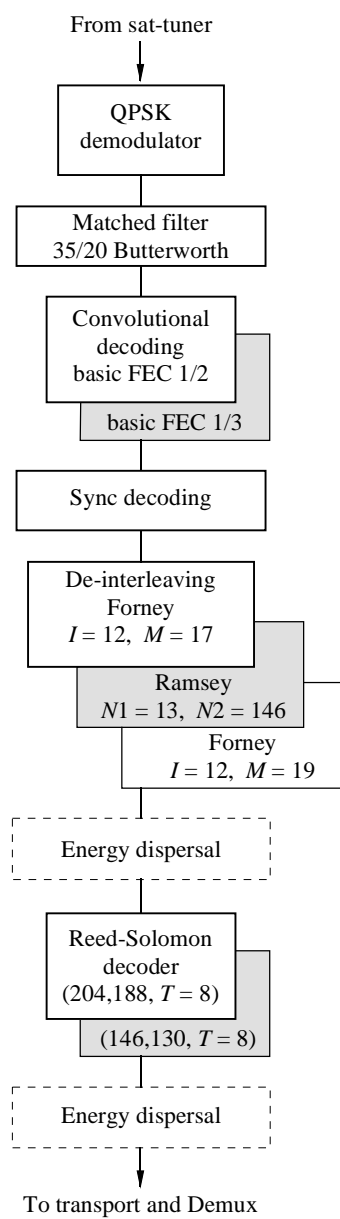 From sat-tuner
QPSK
demodulator
Matched filter
35/20 Butterworth
Convolutional
decoding
basic FEC 1/2
basic FEC 1/3
Sync decoding
De-interleaving
Forney
I = 12, M = 17
Ramsey
N1 = 13, N2 = 146
Forney
I = 12, M = 19
Energy dispersal
Reed-Solomon
decoder
(204,188, T = 8)
(146,130, T = 8)
Energy dispersal
To transport and Demux